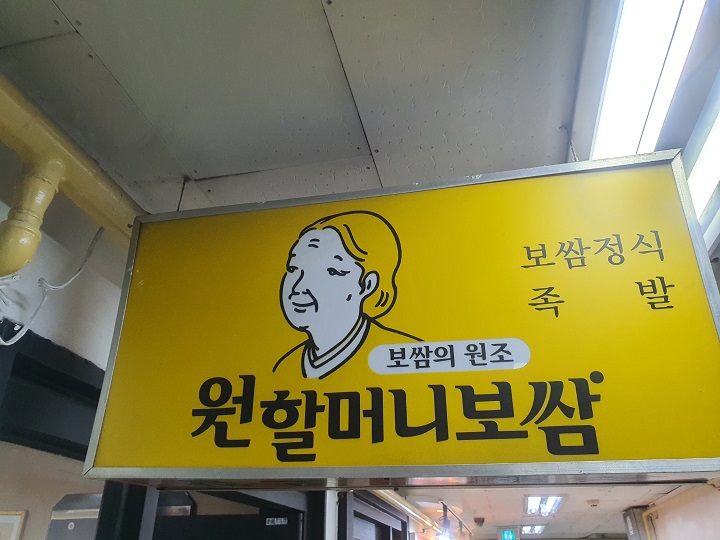 보쌈정식
족 발
보쌈의 원조
원할머니보쌈